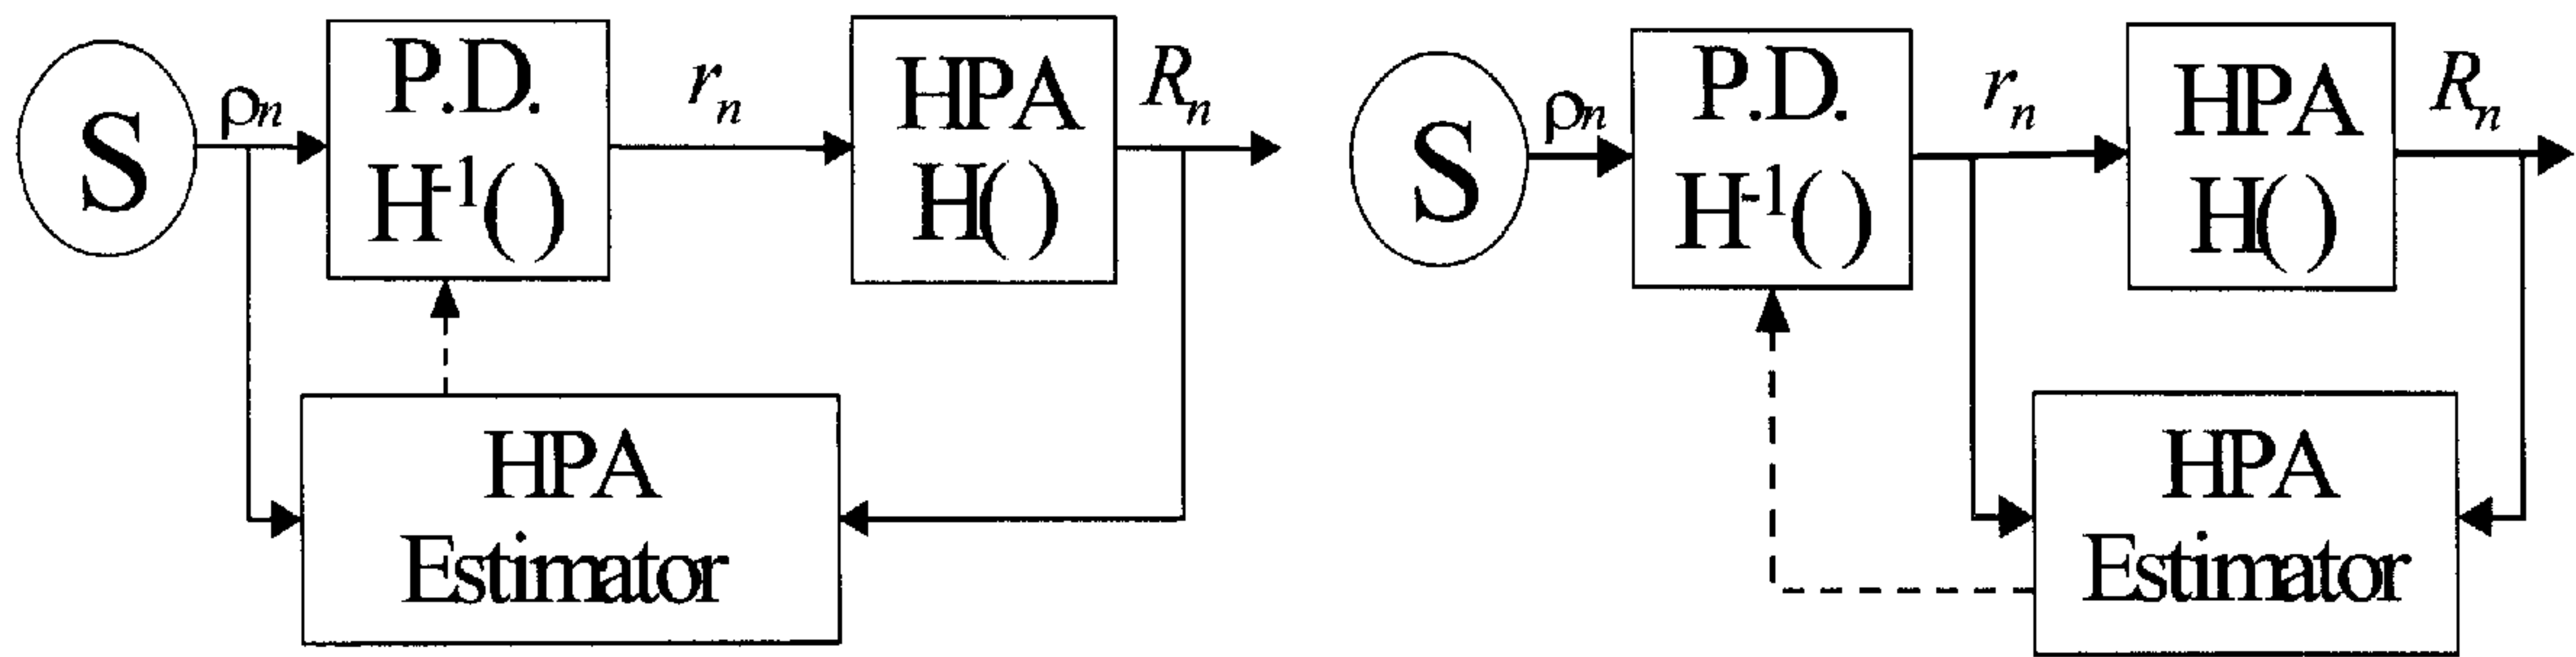 S
ρn
P.D.
H-1( )
rn
HPA
H( )
Rn
HPA
Estimator
S
ρn
P.D.
H-1( )
rn
HPA
H( )
Rn
HPA
Estimator